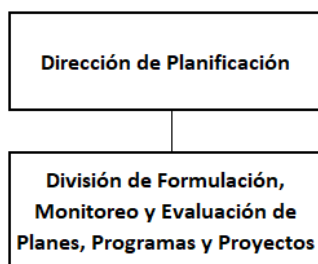 Dirección de Planificación
División de Formulación,
Monitoreo y Evaluación de
Planes, Programas y Proyectos